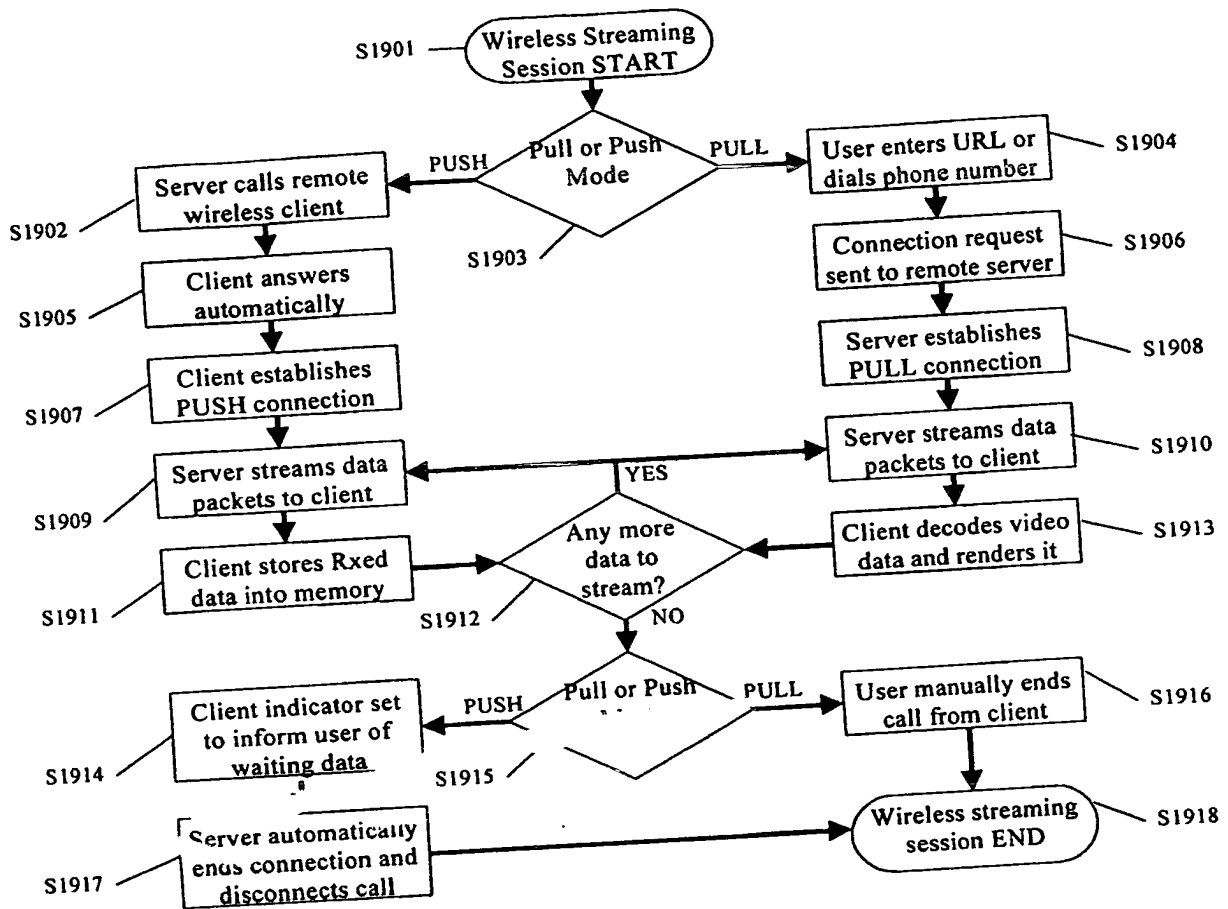 S1901
Wireless Streaming
Session START
Pull or Push
Mode
PUSH
PULL
S1903
Server calls remote
wireless client
S1902
User enters URL or
dials phone number
S1904
Client answers
automatically
S1905
Connection request
sent to remote server
S1906
Client establishes
PUSH connection
S1907
Server establishes
PULL connection
S1908
Server streams data
packets to client
S1909
Server streams data
packets to client
S1910
YES
Client stores Rxed
data into memory
S1911
Any more
data to
stream?
S1912
NO
Client decodes video
data and renders it
S1913
Pull or Push
PUSH
PULL
S1915
Client indicator set
to inform user of
waiting data
S1914
User manually ends
call from client
S1916
Server automatically
ends connection and
disconnects call
S1917
Wireless streaming
session END
S1918